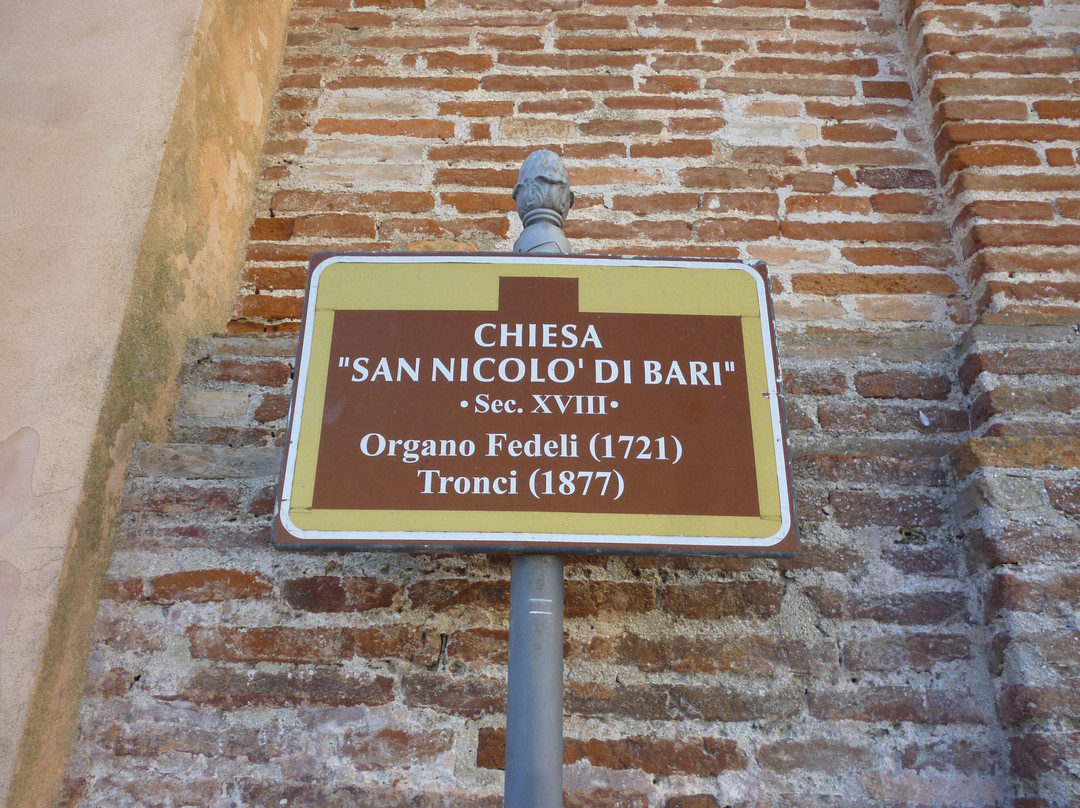 CHIESA
"SAN NICOLO' DI BARI"
•Sec. XVIII•
Organo Fedeli (1721)
Tronci (1877)